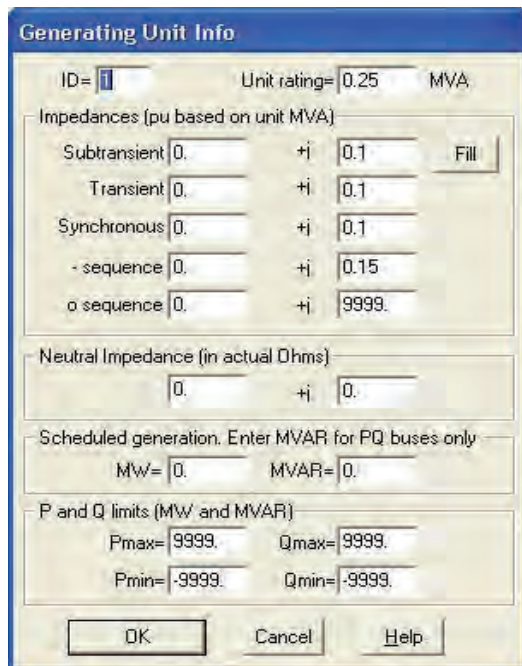 Generating Unit Info
ID= 1 Unit rating= 0.25 MVA
Impedances (pu based on unit MVA)
Subtransient 0. +j 0.1 Fill
Transient 0. +j 0.1
Synchronous 0. +j 0.1
- sequence 0. +j 0.15
o sequence 0. +j 9999.
Neutral Impedance (in actual Ohms)
0. +j 0.
Scheduled generation. Enter MVAR for PQ buses only
MW= 0. MVAR= 0.
P and Q limits (MW and MVAR)
Pmax= 9999. Qmax= 9999.
Pmin= -9999. Qmin= -9999.
OK Cancel Help